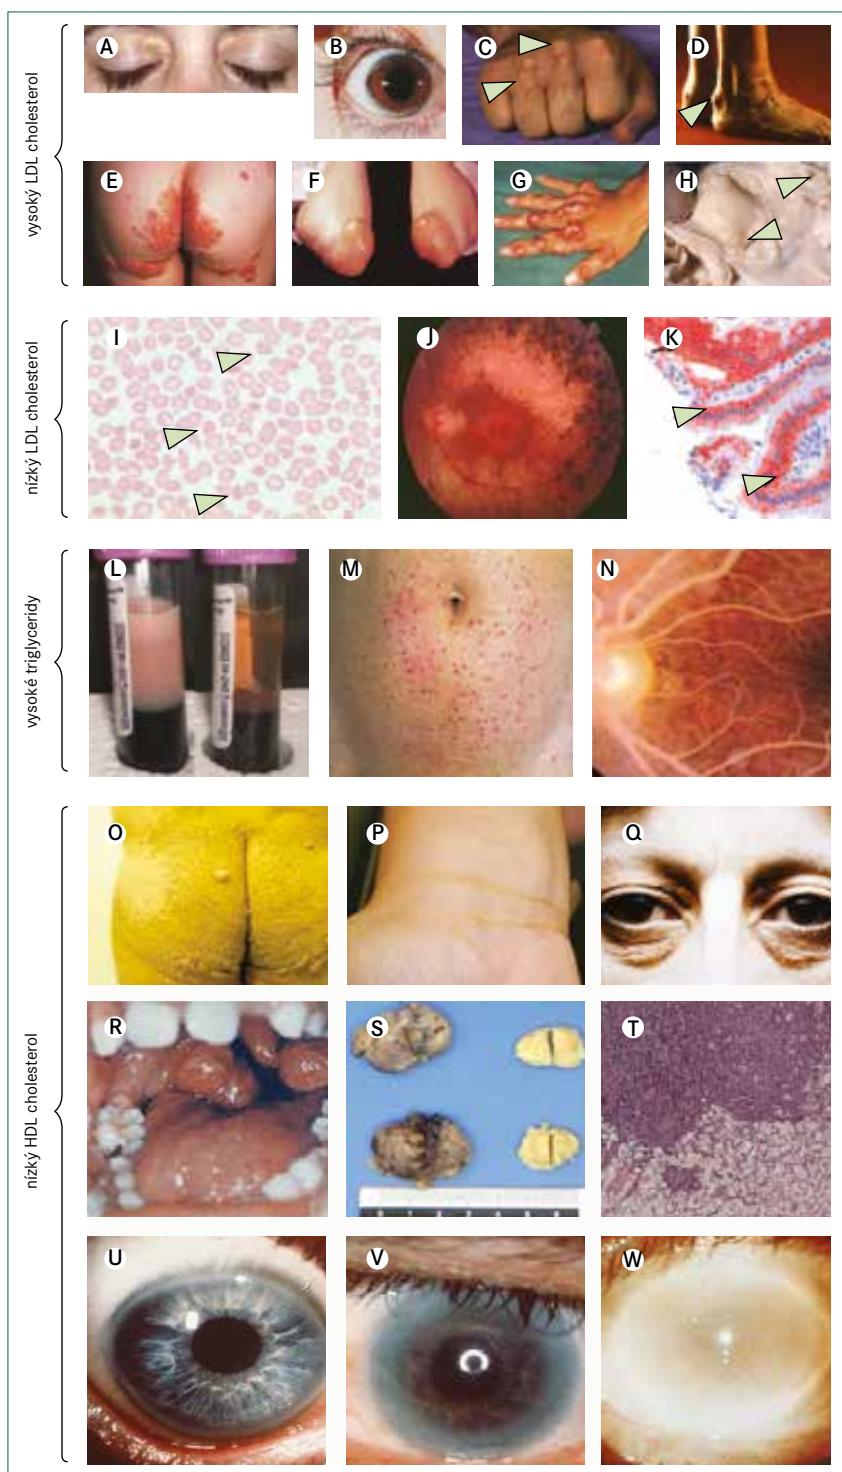 vysoký LDL cholesterol
A
B
C
D
E
F
G
H
nízký LDL cholesterol
I
J
K
vysoké triglyceridy
L
M
N
nízký HDL cholesterol
O
P
Q
R
S
T
U
V
W